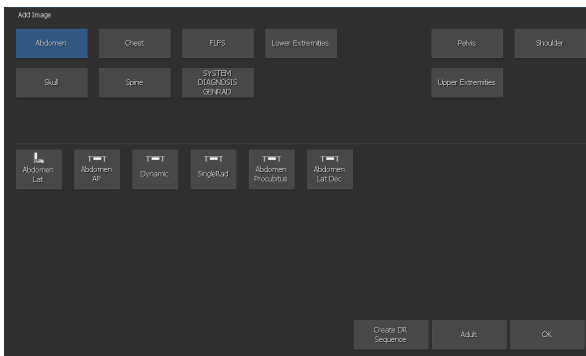 Add Image
Abdomen
Chest
FLFS
Lower Extremities
Pelvis
Shoulder
Skull
Spine
SYSTEM
DIAGNOSIS
GENRAD
Upper Extremities
Abdomen
Lat
Abdomen
AP
Dynamic
SingleRad
Abdomen
Procubitus
Abdomen
Lat Dec
Create DR
Sequence
Adult
OK